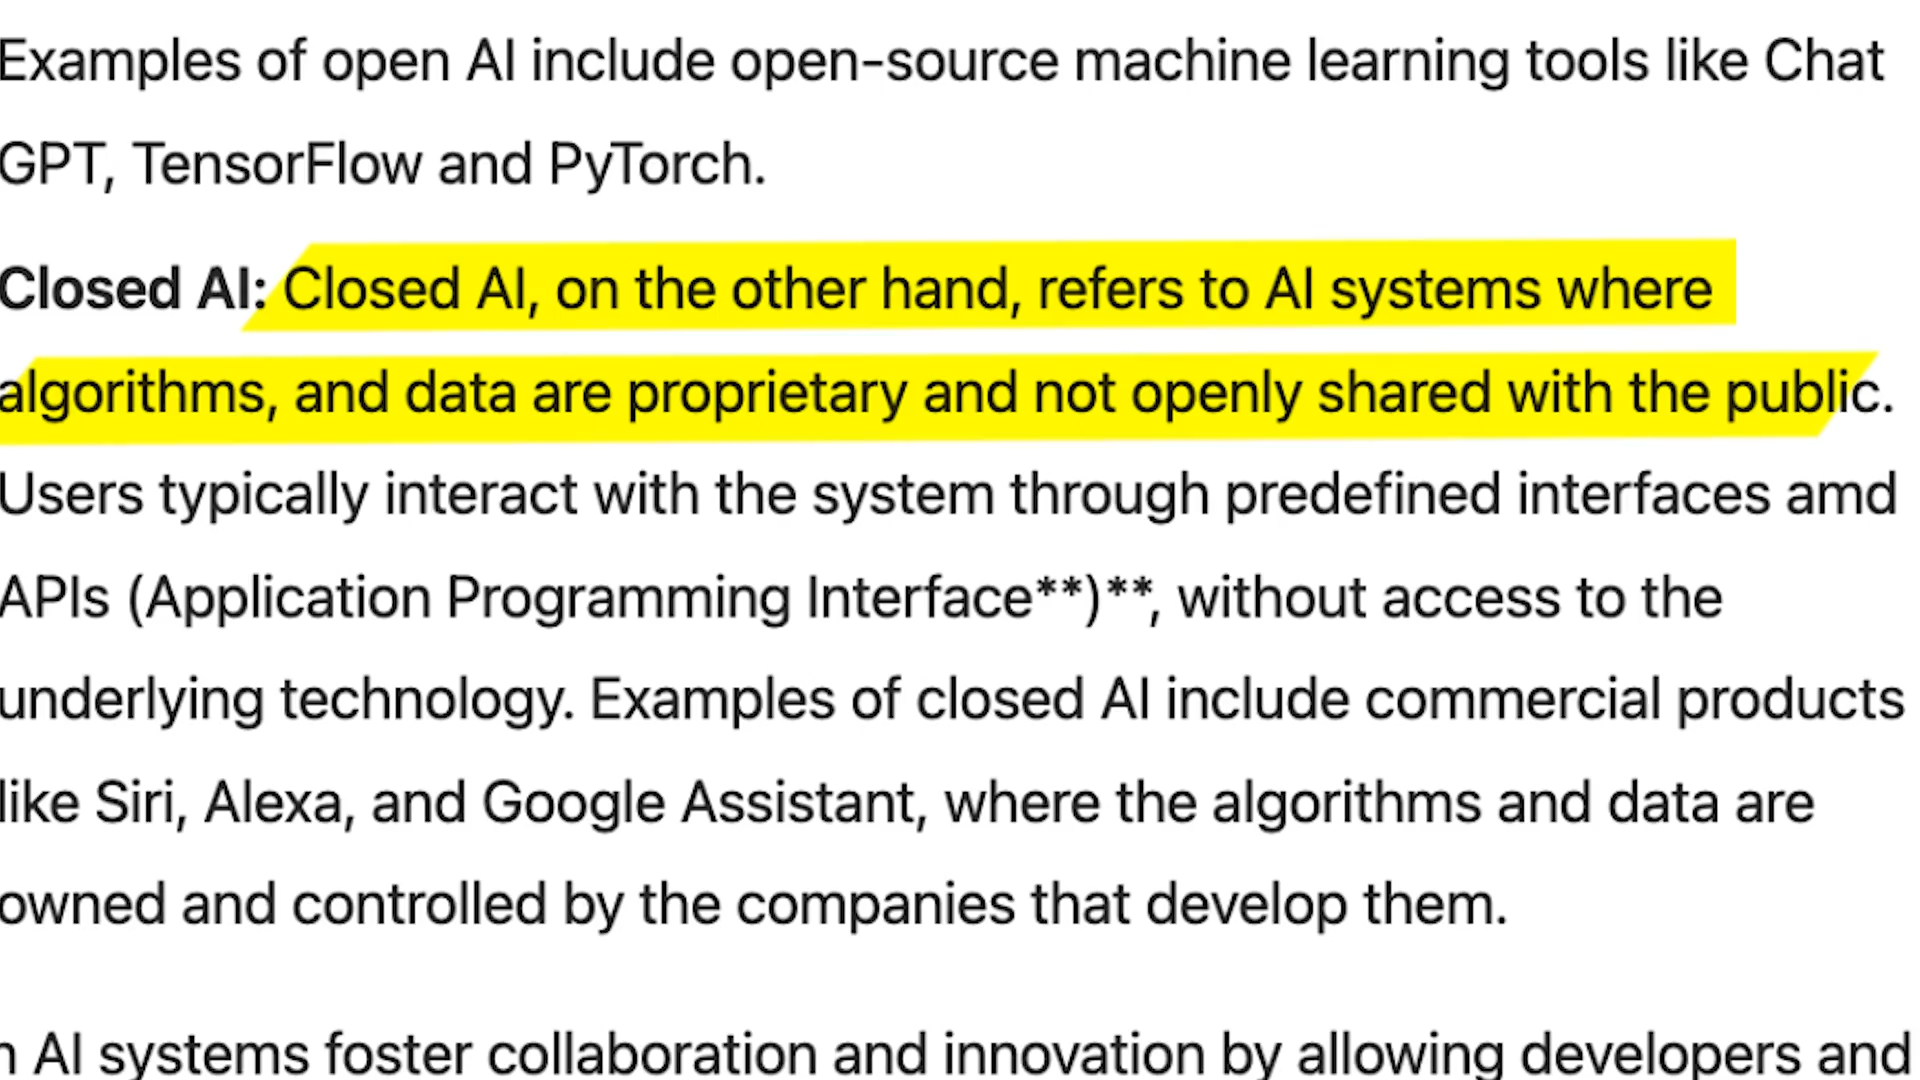 Examples of open AI include open-source machine learning tools like Chat
GPT, TensorFlow and PyTorch.
Closed AI: Closed AI, on the other hand, refers to AI systems where
algorithms, and data are proprietary and not openly shared with the public.
Users typically interact with the system through predefined interfaces amd
APIs (Application Programming Interface**)**, without access to the
underlying technology. Examples of closed AI include commercial products
like Siri, Alexa, and Google Assistant, where the algorithms and data are
owned and controlled by the companies that develop them.
AI systems foster collaboration and innovation by allowing developers and